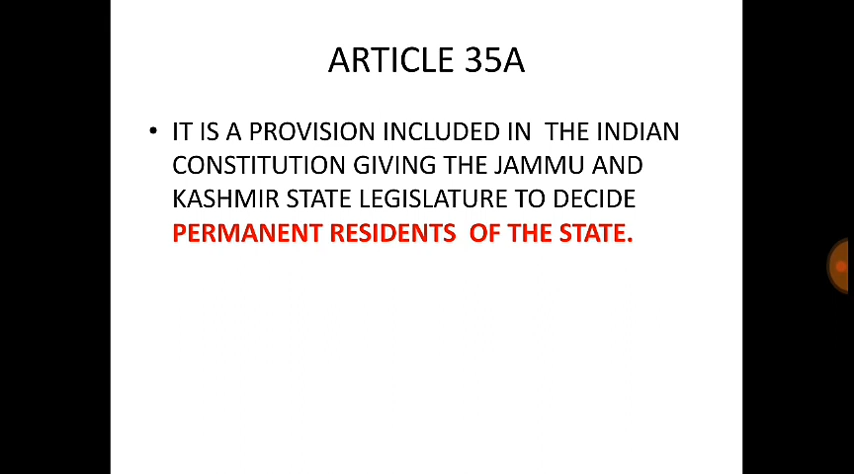 ARTICLE 35A
• IT IS A PROVISION INCLUDED IN THE INDIAN
CONSTITUTION GIVING THE JAMMU AND
KASHMIR STATE LEGISLATURE TO DECIDE
PERMANENT RESIDENTS OF THE STATE.